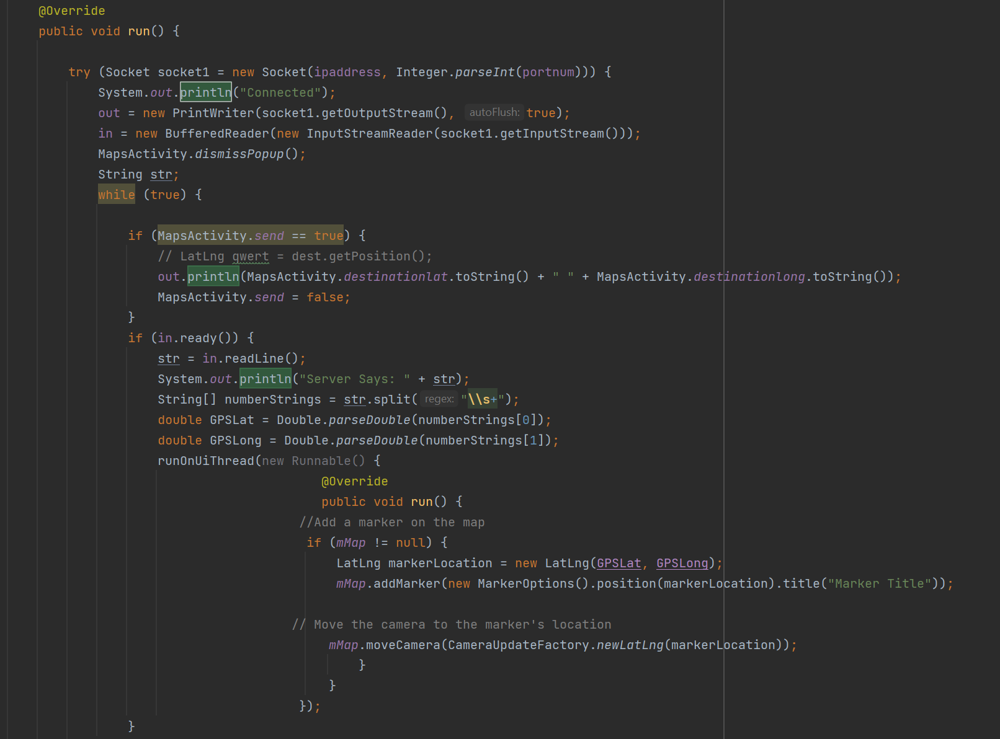 @Override
public void run() {
try (Socket socket1 = new Socket(ipaddress, Integer.parseInt(portnum))) {
System.out.println("Connected");
out = new PrintWriter(socket1.getOutputStream(), autoFlush: true);
in = new BufferedReader(new InputStreamReader(socket1.getInputStream()));
MapsActivity.dismissPopup();
String str;
while (true) {
if (MapsActivity.send == true) {
// LatLng qwert = dest.getPosition();
out.println(MapsActivity.destinationlat.toString() + " " + MapsActivity.destinationlong.toString());
MapsActivity.send = false;
}
if (in.ready()) {
str = in.readLine();
System.out.println("Server Says: " + str);
String[] numberStrings = str.split( regex: "\\s+");
double GPSLat = Double.parseDouble(numberStrings[0]);
double GPSLong = Double.parseDouble(numberStrings[1]);
runOnUiThread(new Runnable() {
@Override
public void run() {
//Add a marker on the map
if (mMap != null) {
LatLng markerLocation = new LatLng(GPSLat, GPSLong);
mMap.addMarker(new MarkerOptions().position(markerLocation).title("Marker Title"));
// Move the camera to the marker's location
mMap.moveCamera(CameraUpdateFactory.newLatLng(markerLocation));
}
}
});
}